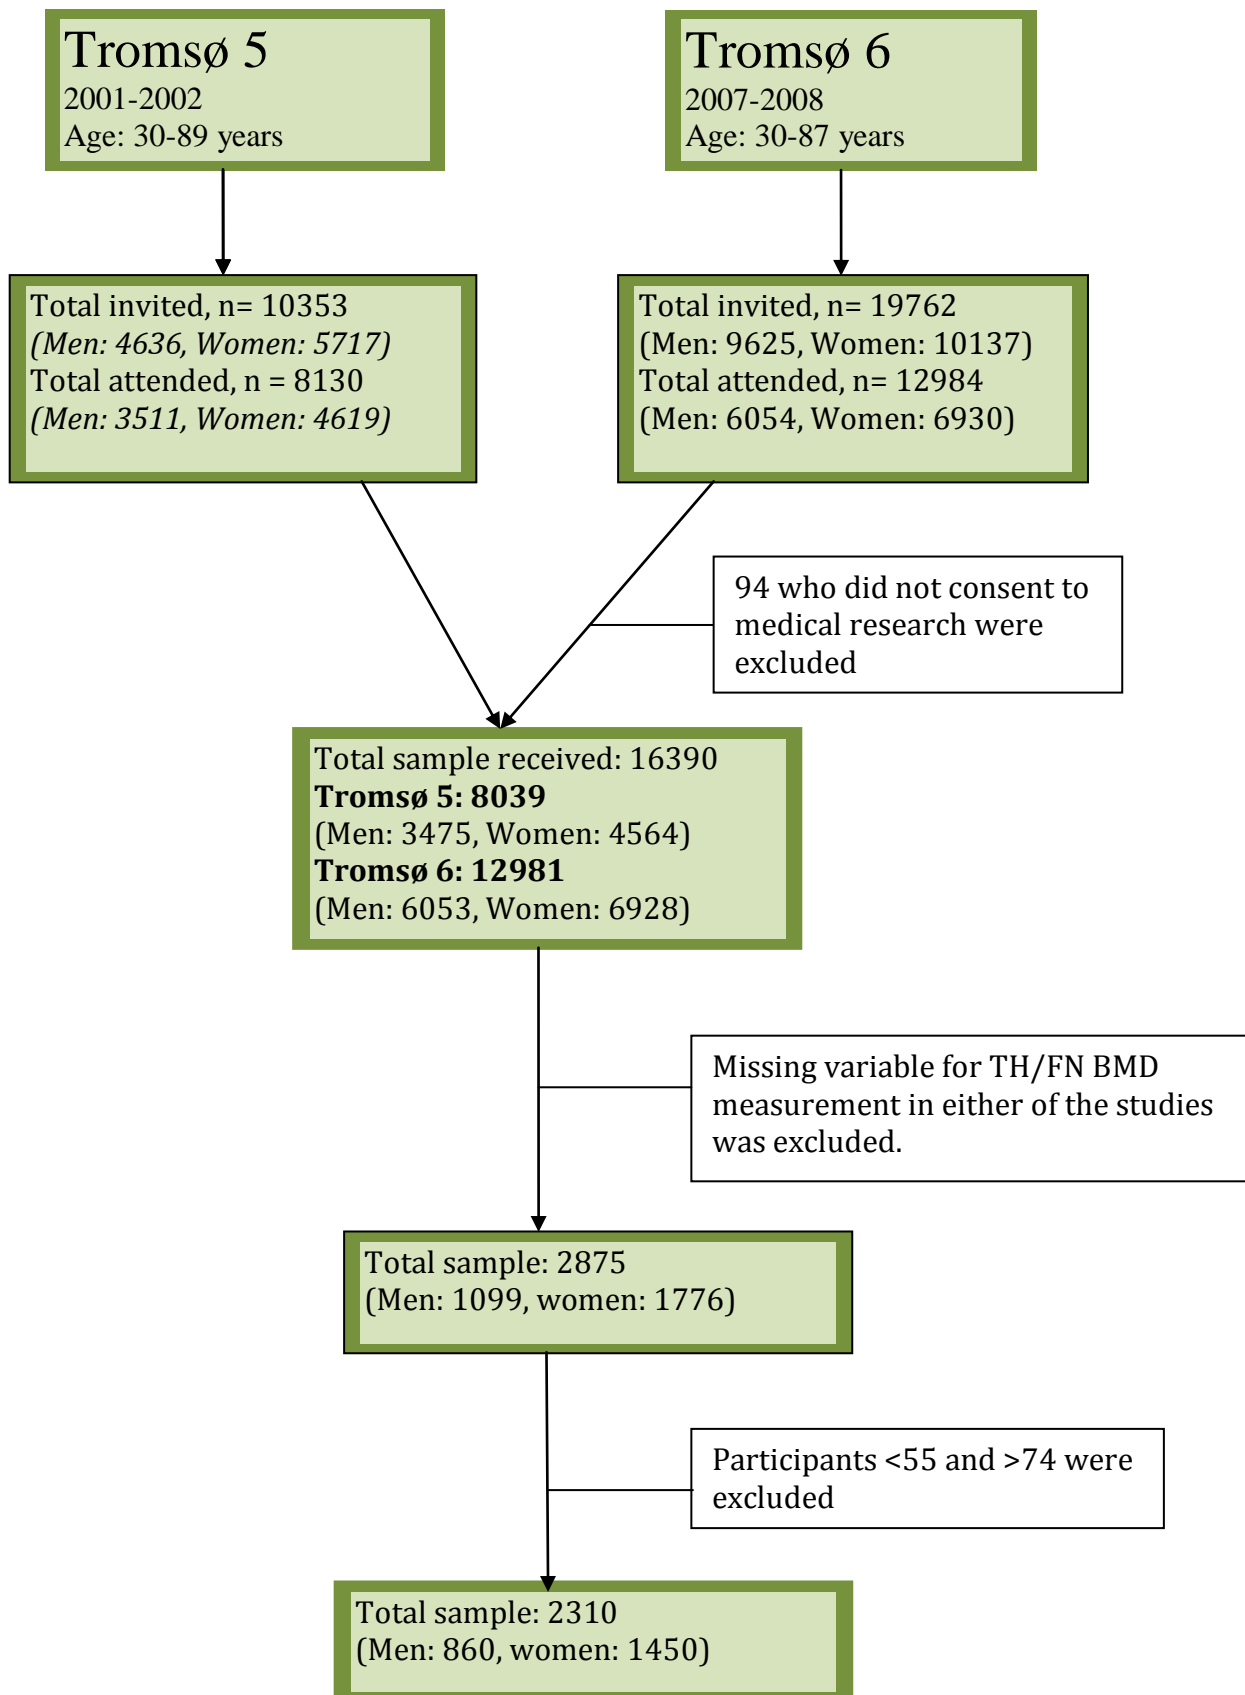 Tromsø 5
2001-2002
Age: 30-89 years
Tromsø 6
2007-2008
Age: 30-87 years
Total invited, n= 10353
(Men: 4636, Women: 5717)
Total attended, n = 8130
(Men: 3511, Women: 4619)
Total invited, n= 19762
(Men: 9625, Women: 10137)
Total attended, n= 12984
(Men: 6054, Women: 6930)
94 who did not consent to
medical research were
excluded
Total sample received: 16390
Tromsø 5: 8039
(Men: 3475, Women: 4564)
Tromsø 6: 12981
(Men: 6053, Women: 6928)
Missing variable for TH/FN BMD
measurement in either of the studies
was excluded.
Total sample: 2875
(Men: 1099, women: 1776)
Participants <55 and >74 were
excluded
Total sample: 2310
(Men: 860, women: 1450)